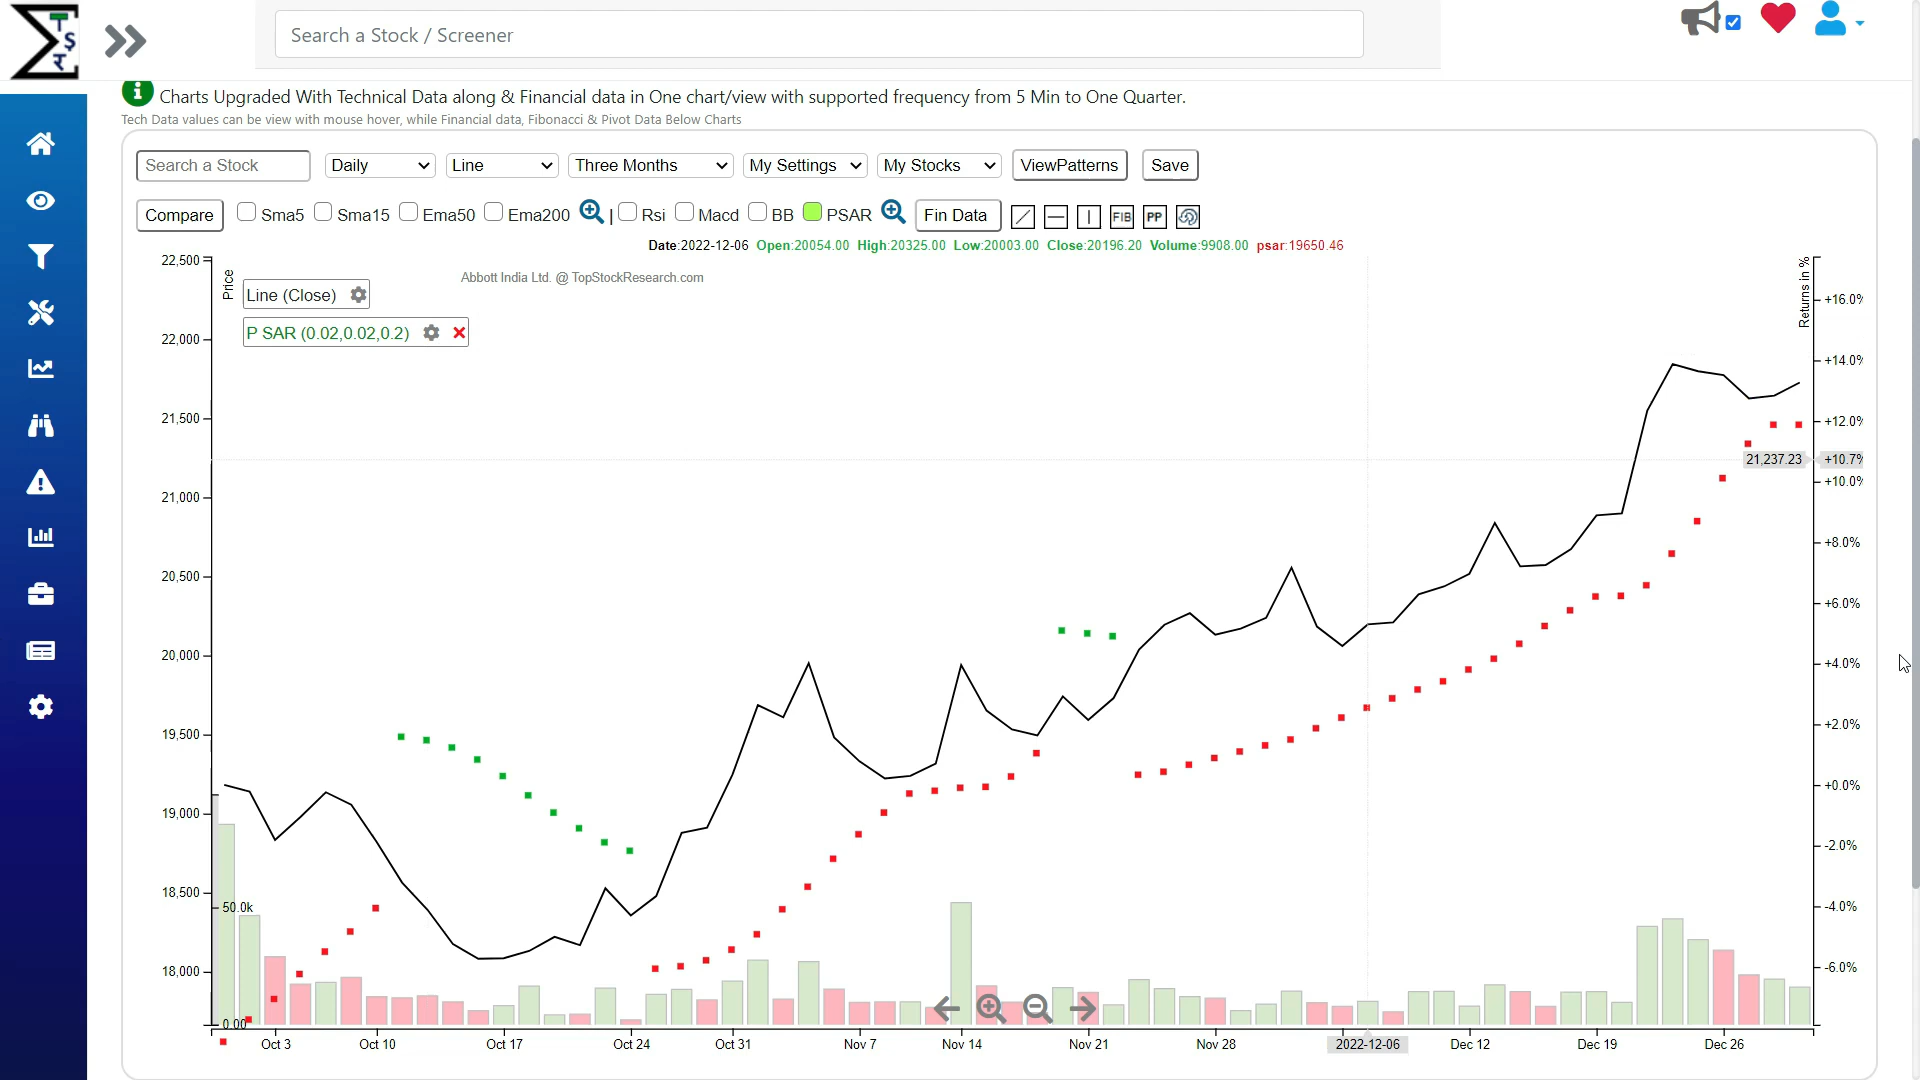 T
$
₹
Search a Stock / Screener
Charts Upgraded With Technical Data along & Financial data in One chart/view with supported frequency from 5 Min to One Quarter.
Tech Data values can be view with mouse hover, while Financial data, Fibonacci & Pivot Data Below Charts
Search a Stock Daily Line Three Months My Settings My Stocks ViewPatterns Save
Compare Sma5 Sma15 Ema50 Ema200 | Rsi Macd BB PSAR Fin Data FIB PP
Date:2022-12-06 Open:20054.00 High:20325.00 Low:20003.00 Close:20196.20 Volume:9908.00 psar:19650.46
Abbott India Ltd. @ TopStockResearch.com
Price
Line (Close)
P SAR (0.02,0.02,0.2)
22,500
22,000
21,500
21,000
20,500
20,000
19,500
19,000
18,500
18,000
50.0k
0.00
Returns in %
+16.0%
+14.0%
+12.0%
21,237.23 +10.7%
+10.0%
+8.0%
+6.0%
+4.0%
+2.0%
+0.0%
-2.0%
-4.0%
-6.0%
Oct 3 Oct 10 Oct 17 Oct 24 Oct 31 Nov 7 Nov 14 Nov 21 Nov 28 2022-12-06 Dec 12 Dec 19 Dec 26